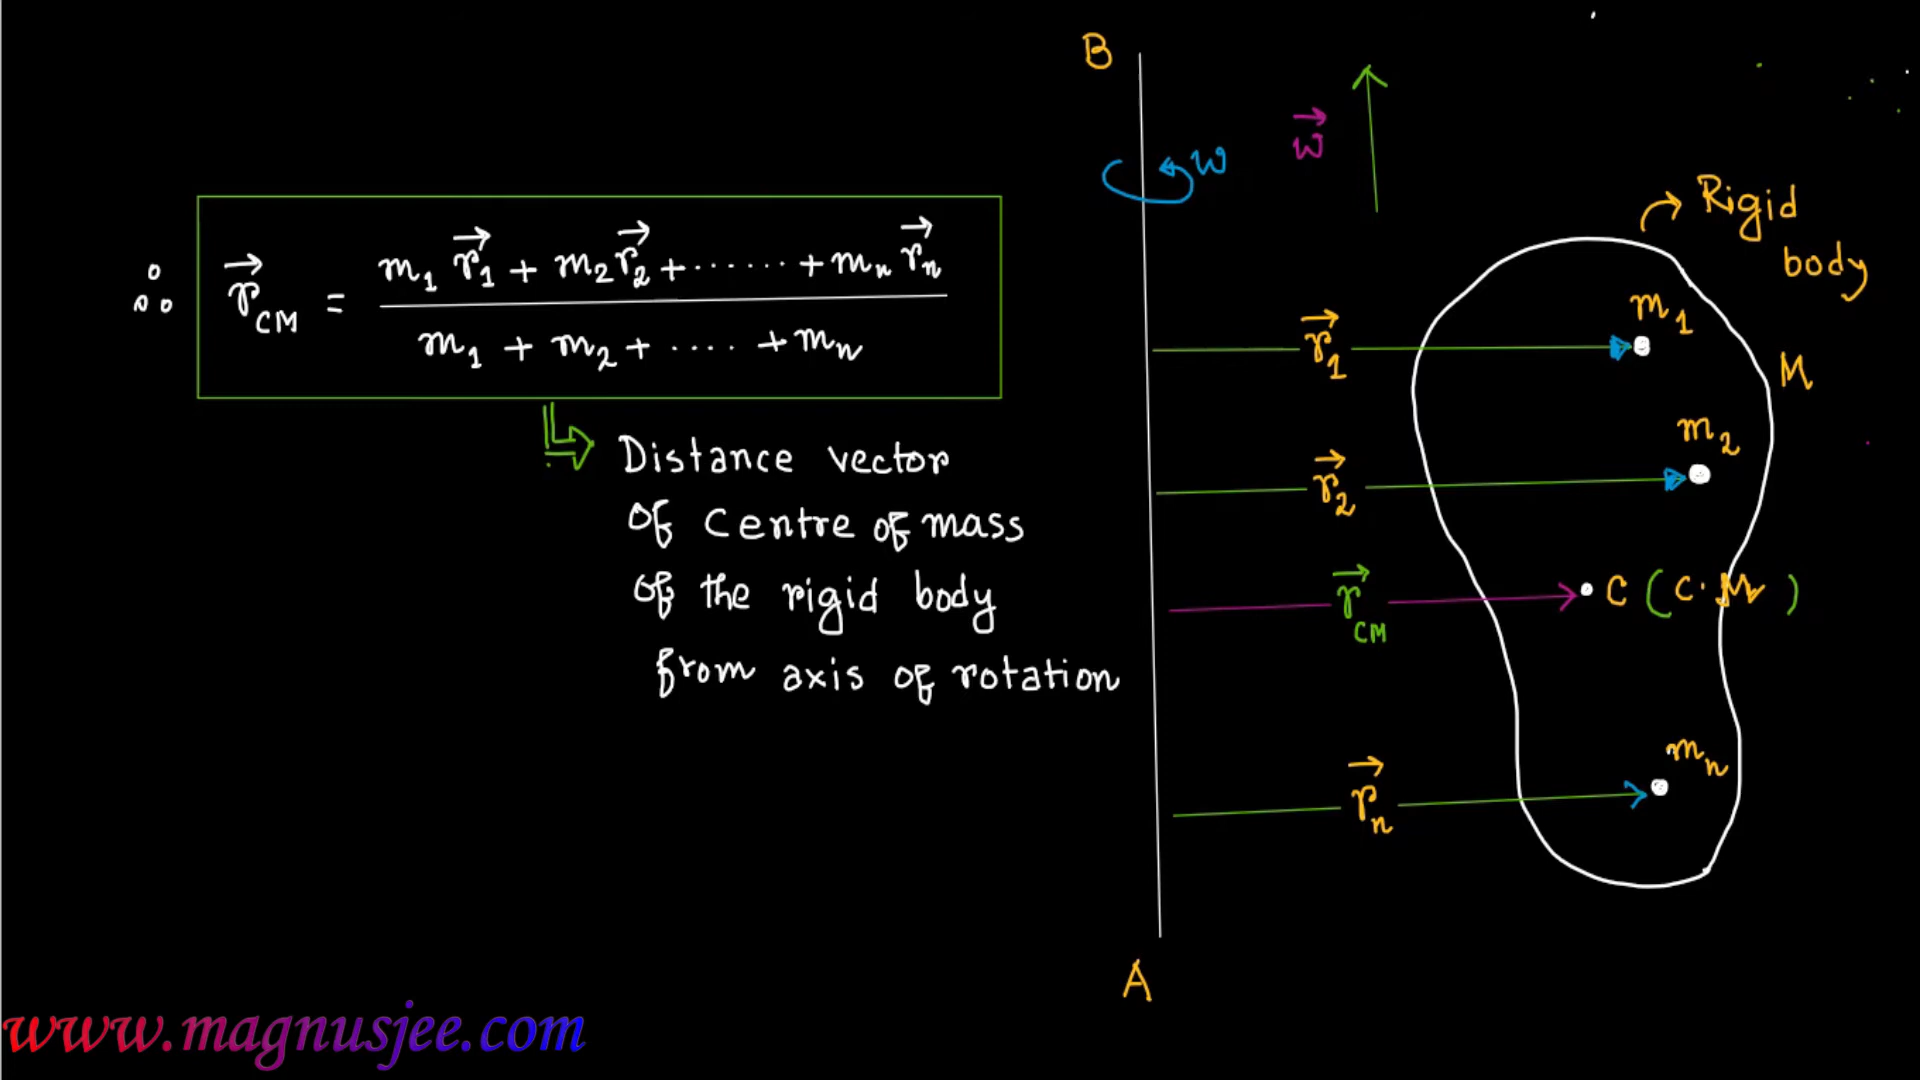 ∴ r⃗CM = (m1 r⃗1 + m2 r⃗2 + ...... + mn r⃗n) / (m1 + m2 + .... + mn)
Distance vector
of centre of mass
of the rigid body
from axis of rotation
B
ω
ω⃗
Rigid
body
m1
r⃗1
M
m2
r⃗2
r⃗CM
C (C.M)
mn
r⃗n
A
www.magnusjee.com